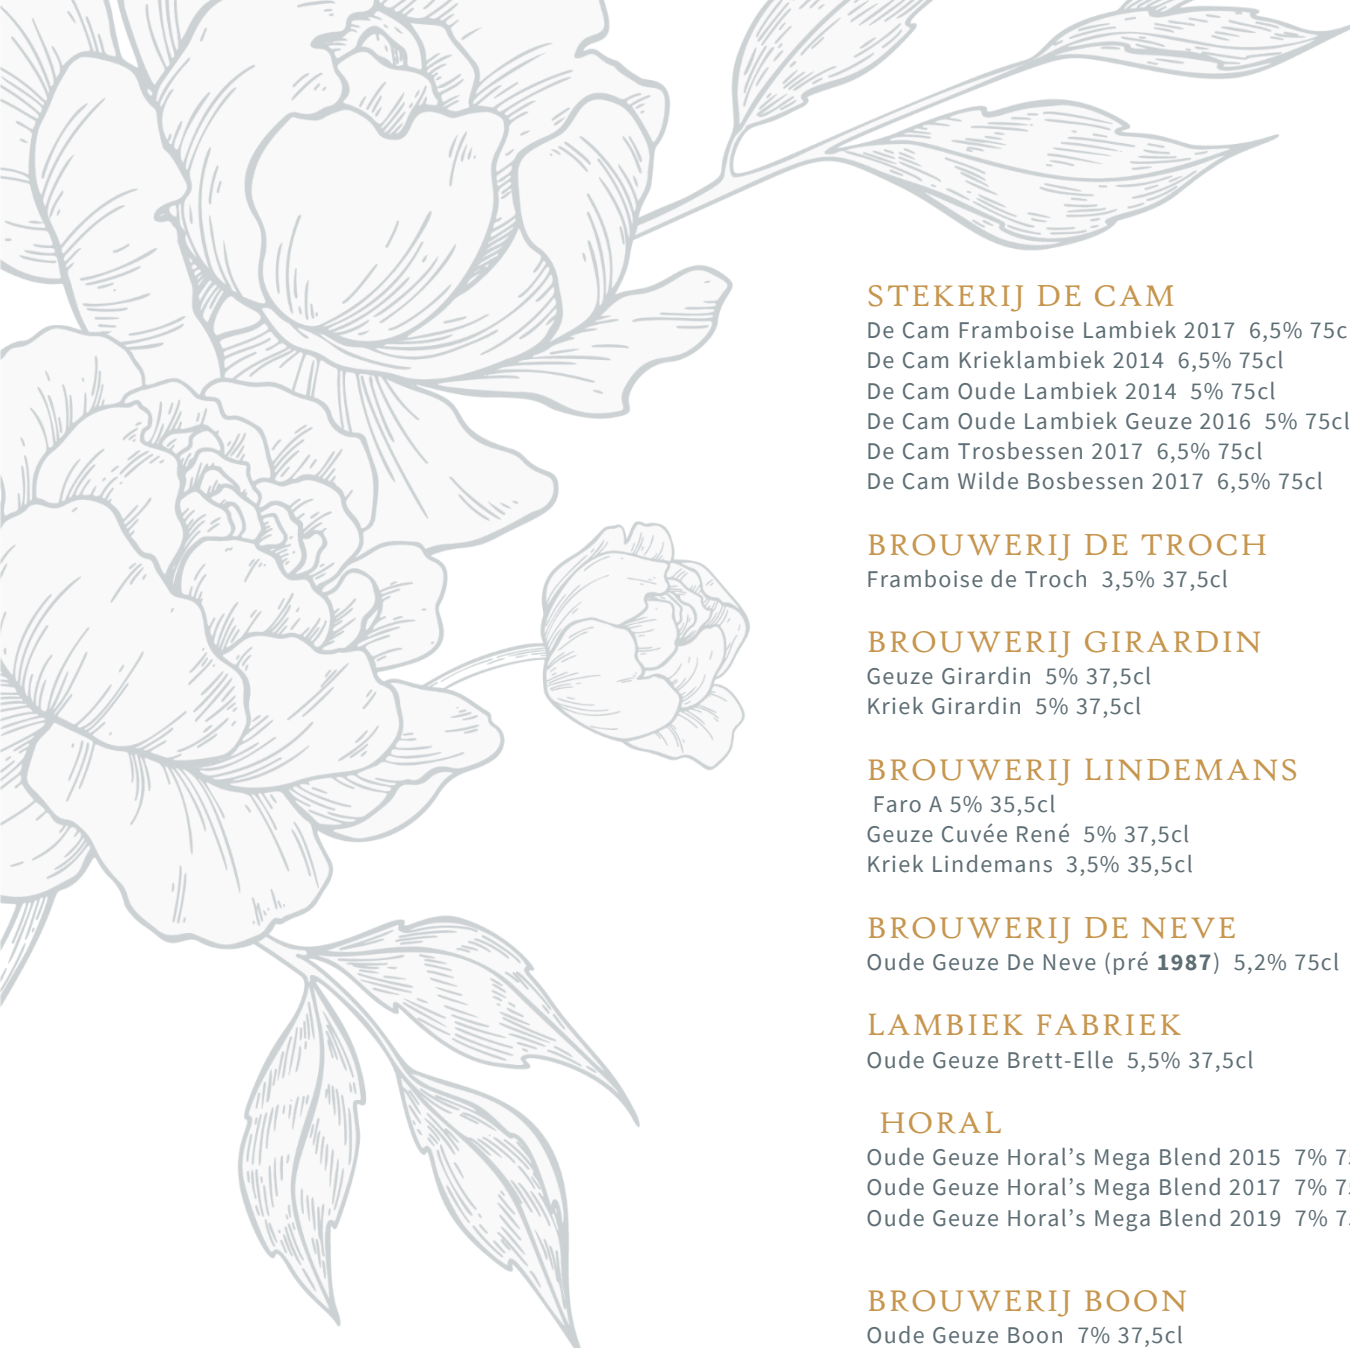 STEKERIJ DE CAM
De Cam Framboise Lambiek 2017 6,5% 75c
De Cam Krieklambiek 2014 6,5% 75cl
De Cam Oude Lambiek 2014 5% 75cl
De Cam Oude Lambiek Geuze 2016 5% 75cl
De Cam Trosbessen 2017 6,5% 75cl
De Cam Wilde Bosbessen 2017 6,5% 75cl
BROUWERIJ DE TROCH
Framboise de Troch 3,5% 37,5cl
BROUWERIJ GIRARDIN
Geuze Girardin 5% 37,5cl
Kriek Girardin 5% 37,5cl
BROUWERIJ LINDEMANS
Faro A 5% 35,5cl
Geuze Cuvée René 5% 37,5cl
Kriek Lindemans 3,5% 35,5cl
BROUWERIJ DE NEVE
Oude Geuze De Neve (pré 1987) 5,2% 75cl
LAMBIEK FABRIEK
Oude Geuze Brett-Elle 5,5% 37,5cl
HORAL
Oude Geuze Horal’s Mega Blend 2015 7% 7
Oude Geuze Horal’s Mega Blend 2017 7% 7
Oude Geuze Horal’s Mega Blend 2019 7% 7
BROUWERIJ BOON
Oude Geuze Boon 7% 37,5cl